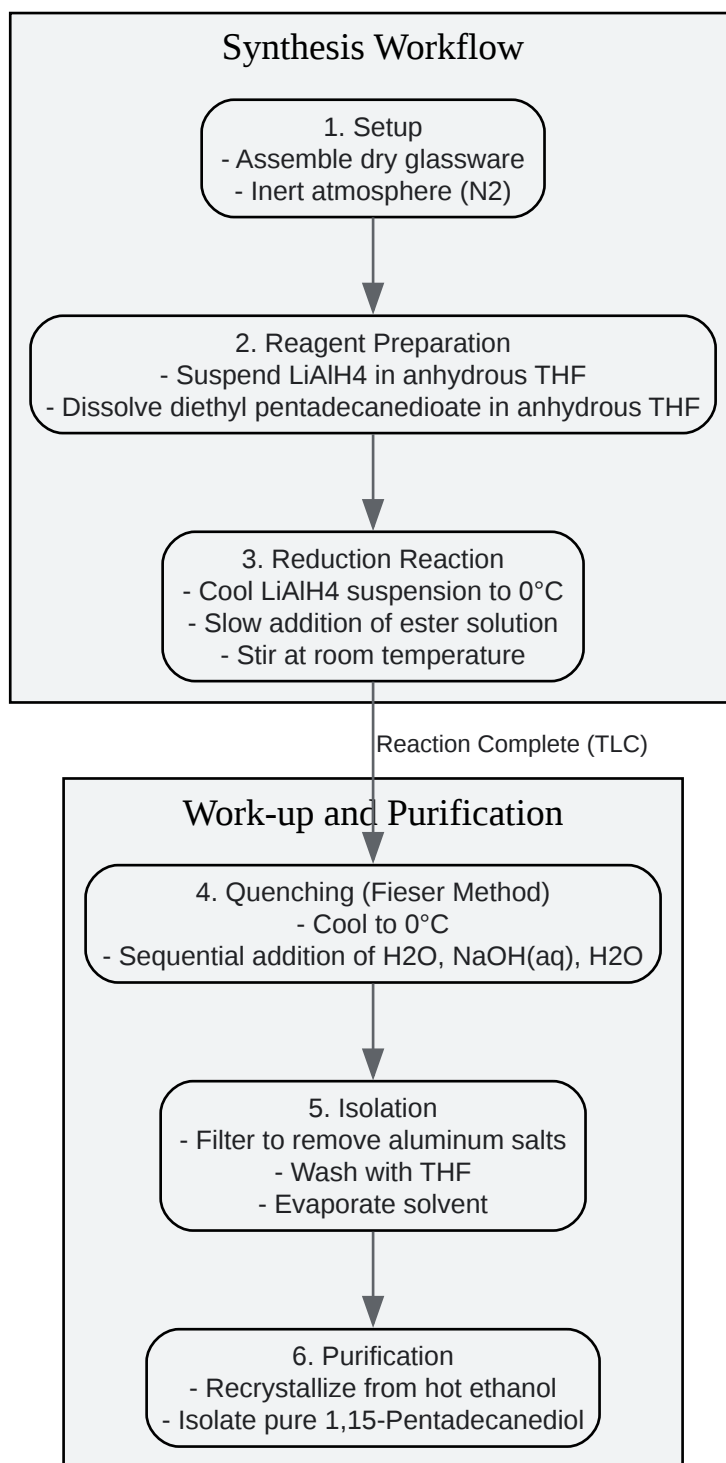 Synthesis Workflow
1. Setup
- Assemble dry glassware
- Inert atmosphere (N2)
2. Reagent Preparation
- Suspend LiAlH4 in anhydrous THF
- Dissolve diethyl pentadecanedioate in anhydrous THF
3. Reduction Reaction
- Cool LiAlH4 suspension to 0°C
- Slow addition of ester solution
- Stir at room temperature
Reaction Complete (TLC)
Work-up and Purification
4. Quenching (Fieser Method)
- Cool to 0°C
- Sequential addition of H2O, NaOH(aq), H2O
5. Isolation
- Filter to remove aluminum salts
- Wash with THF
- Evaporate solvent
6. Purification
- Recrystallize from hot ethanol
- Isolate pure 1,15-Pentadecanediol